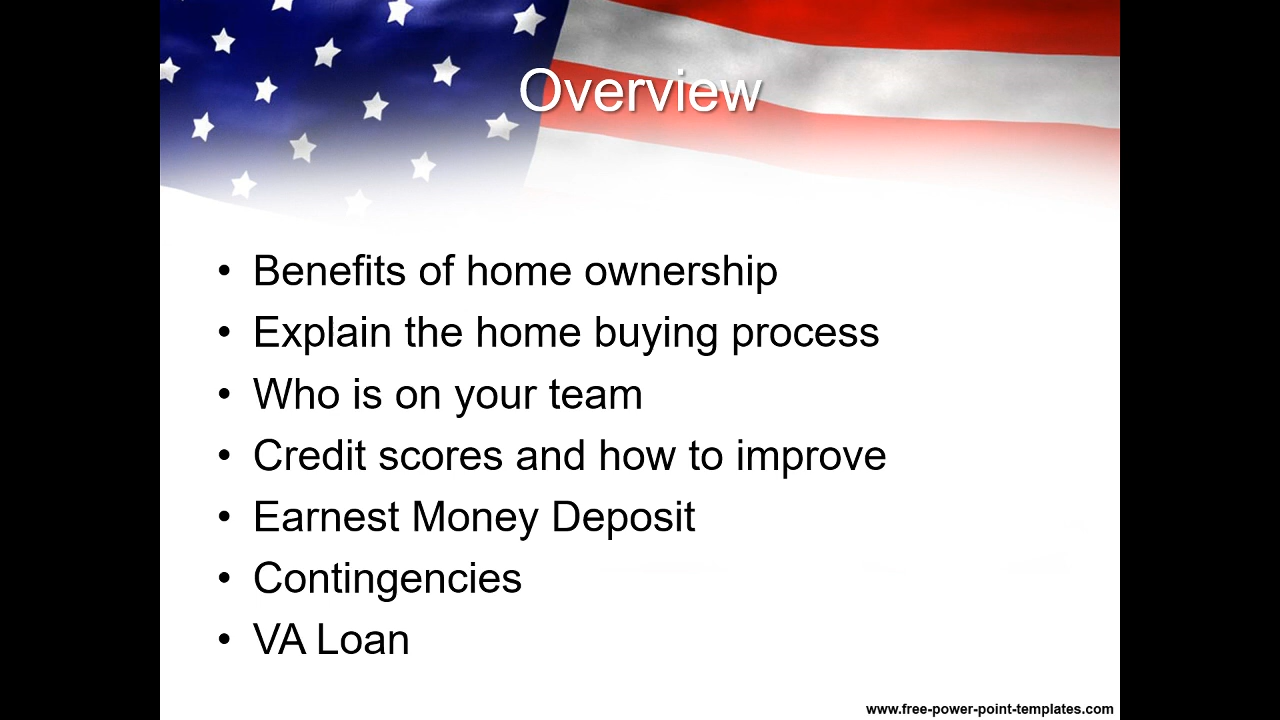 Overview
• Benefits of home ownership
• Explain the home buying process
• Who is on your team
• Credit scores and how to improve
• Earnest Money Deposit
• Contingencies
• VA Loan
www.free-power-point-templates.com